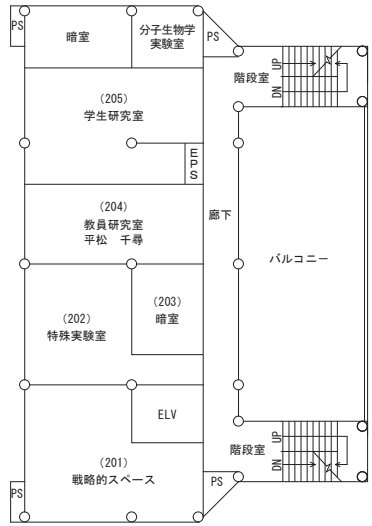 PS
暗室
分子生物学
実験室
PS
階段室
UP
DN
(205)
学生研究室
EPS
(204)
教員研究室
平松 千尋
廊下
バルコニー
(203)
暗室
(202)
特殊実験室
ELV
(201)
戦略的スペース
階段室
UP
DN
PS
PS